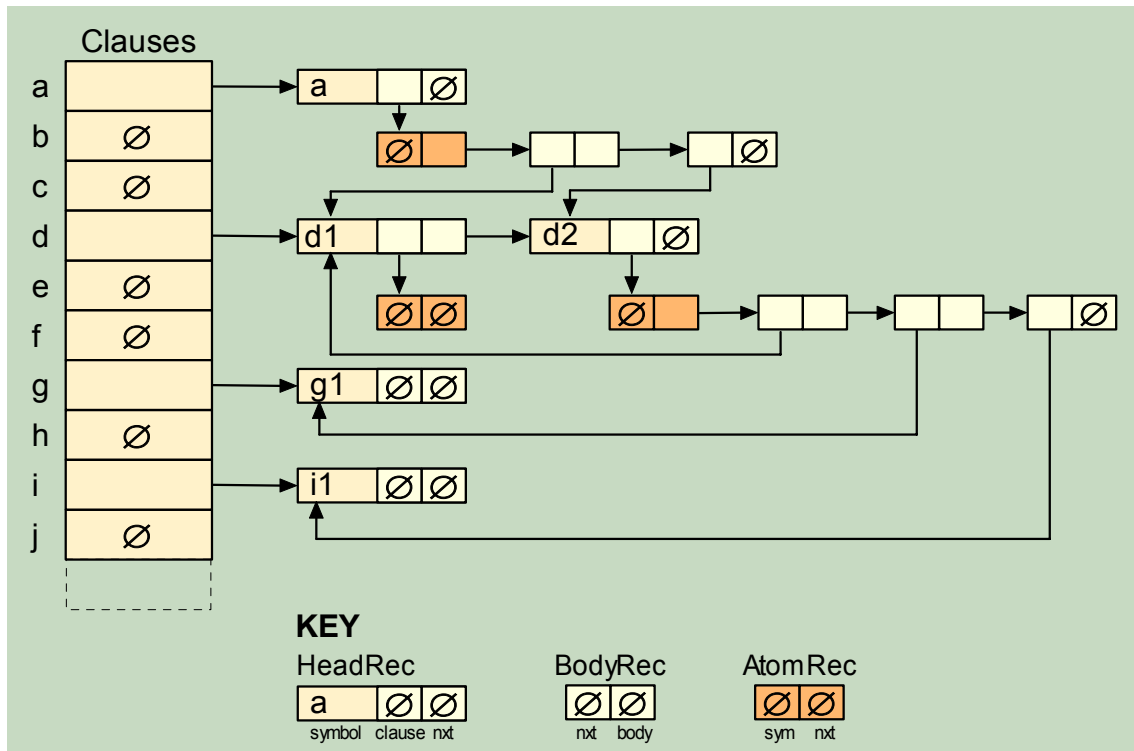 Clauses
a
a ∅
b ∅
∅ ∅
c ∅
d
d1 d2 ∅
e ∅
∅ ∅ ∅ ∅
f ∅
g
g1 ∅ ∅
h ∅
i
i1 ∅ ∅
j ∅
KEY
HeadRec BodyRec AtomRec
a ∅ ∅ ∅ ∅ ∅ ∅
symbol clause nxt nxt body sym nxt